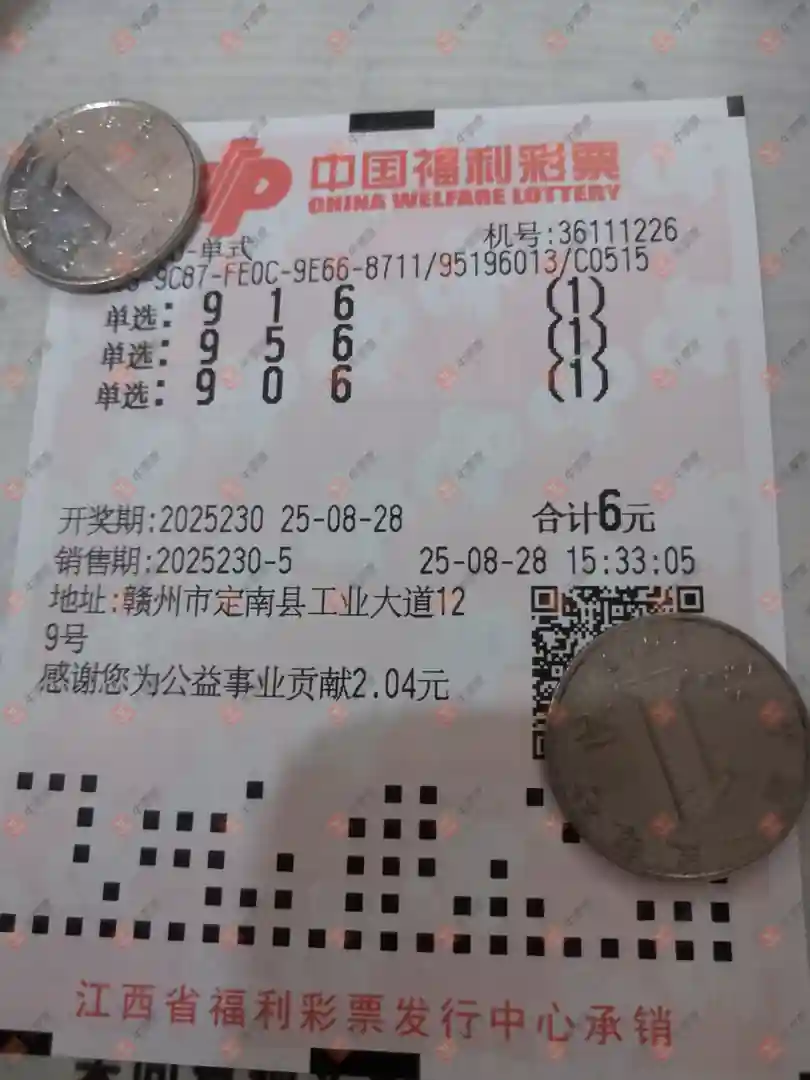 中国福利彩票
CHINA WELFARE LOTTERY
-单式 机号:36111226
-9C87-FE0C-9E66-8711/95196013/C0515
单选: 9 1 6 (1)
单选: 9 5 6 (1)
单选: 9 0 6 (1)
开奖期:2025230 25-08-28 合计6元
销售期:2025230-5 25-08-28 15:33:05
地址:赣州市定南县工业大道12
9号
感谢您为公益事业贡献2.04元
江西省福利彩票发行中心承销